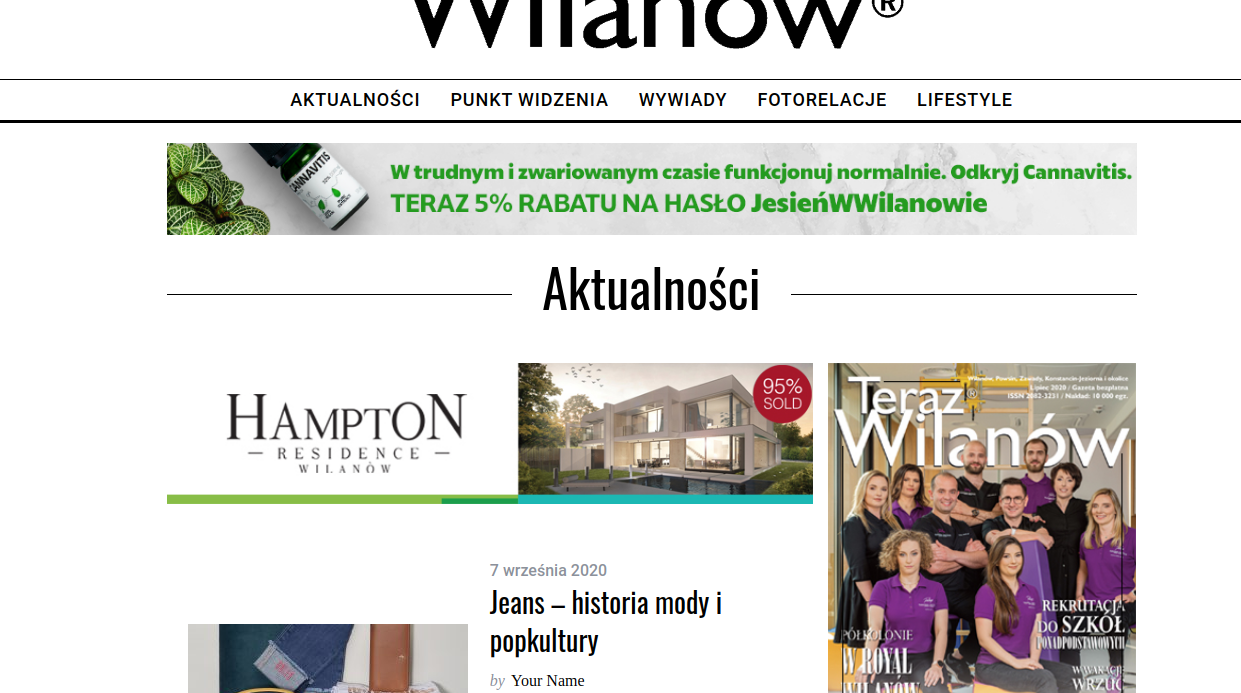 Wilanów®
AKTUALNOŚCI PUNKT WIDZENIA WYWIADY FOTORELACJE LIFESTYLE
CANNAVITIS
W trudnym i zwariowanym czasie funkcjonuj normalnie. Odkryj Cannavitis.
TERAZ 5% RABATU NA HASŁO JesieńWWilanowie
Aktualności
HAMPTON
RESIDENCE
WILANÓW
95%
SOLD
Wilanów, Powsin, Zawady, Konstancin-Jeziorna i okolice
Lipiec 2020 / Gazeta bezpłatna
ISSN 2082-3231 / Nakład: 10 000 egz.
Teraz®
Wilanów
REKRUTACJA
DO SZKÓŁ
PONADPODSTAWOWYCH
PÓŁKOLONIE
W ROYAL
WILANÓW
W WAKACJE
WRZUĆ
7 września 2020
Jeans – historia mody i
popkultury
by Your Name